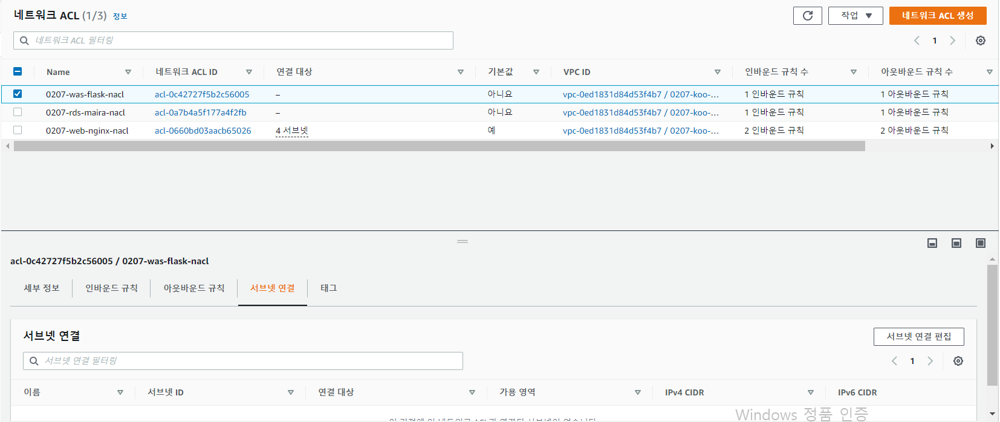 네트워크 ACL (1/3) 정보
작업 네트워크 ACL 생성
네트워크 ACL 필터링
1
Name 네트워크 ACL ID 연결 대상 기본값 VPC ID 인바운드 규칙 수 아웃바운드 규칙 수
0207-was-flask-nacl acl-0c42727f5b2c56005 – 아니요 vpc-0ed1831d84d53f4b7 / 0207-koo-... 1 인바운드 규칙 1 아웃바운드 규칙
0207-rds-maira-nacl acl-0a7b4a5f177a4f2fb – 아니요 vpc-0ed1831d84d53f4b7 / 0207-koo-... 1 인바운드 규칙 1 아웃바운드 규칙
0207-web-nginx-nacl acl-0660bd03aacb65026 4 서브넷 예 vpc-0ed1831d84d53f4b7 / 0207-koo-... 2 인바운드 규칙 2 아웃바운드 규칙
acl-0c42727f5b2c56005 / 0207-was-flask-nacl
세부 정보 인바운드 규칙 아웃바운드 규칙 서브넷 연결 태그
서브넷 연결 서브넷 연결 편집
서브넷 연결 필터링
1
이름 서브넷 ID 연결 대상 가용 영역 IPv4 CIDR IPv6 CIDR
Windows 정품 인증